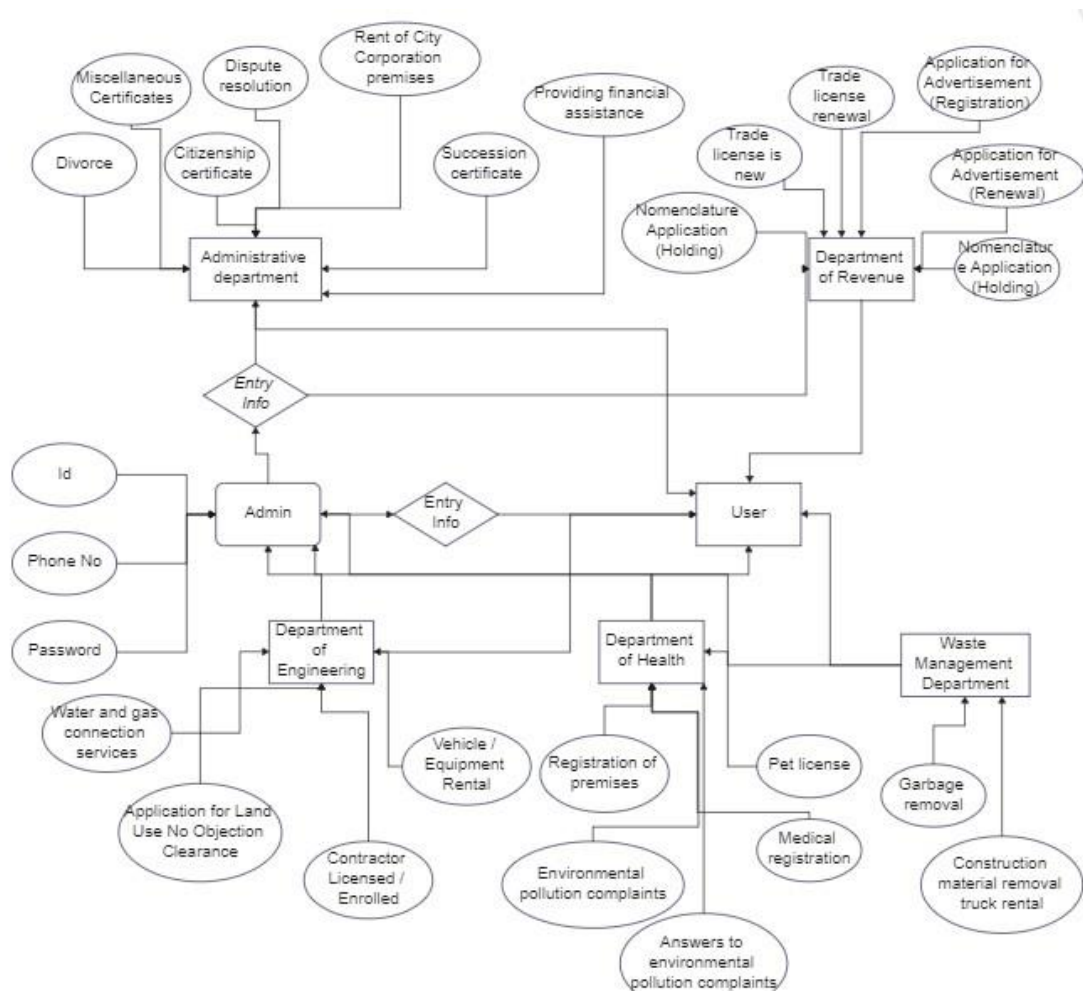 Rent of City
Corporation
premises
Dispute
resolution
Miscellaneous
Certificates
Providing financial
assistance
Trade
license
renewal
Application for
Advertisement
(Registration)
Divorce
Citizenship
certificate
Succession
certificate
Trade
license is
new
Application for
Advertisement
(Renewal)
Nomenclature
Application
(Holding)
Administrative
department
Department
of Revenue
Nomenclatur
e Application
(Holding)
Entry
Info
Id
Admin
Entry
Info
User
Phone No
Password
Department
of
Engineering
Department
of Health
Waste
Management
Department
Water and gas
connection
services
Vehicle /
Equipment
Rental
Registration of
premises
Pet license
Garbage
removal
Application for Land
Use No Objection
Clearance
Contractor
Licensed /
Enrolled
Environmental
pollution complaints
Medical
registration
Construction
material removal
truck rental
Answers to
environmental
pollution complaints